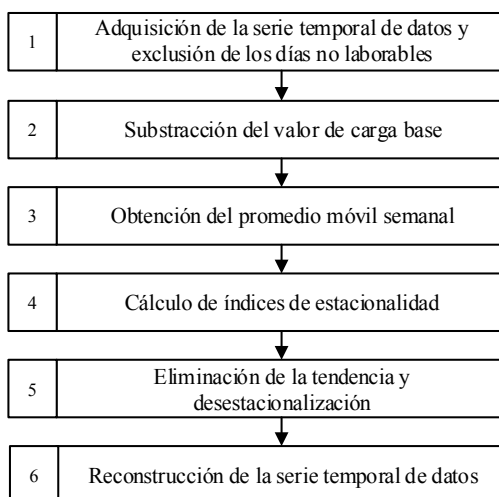 1
Adquisición de la serie temporal de datos y
exclusión de los días no laborables
2
Substracción del valor de carga base
3
Obtención del promedio móvil semanal
4
Cálculo de índices de estacionalidad
5
Eliminación de la tendencia y
desestacionalización
6
Reconstrucción de la serie temporal de datos